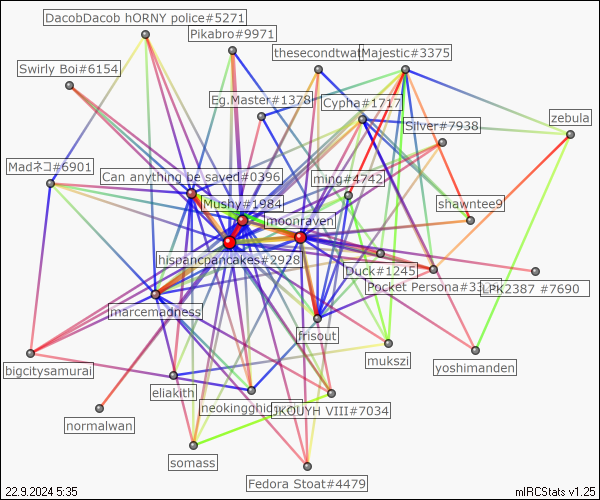 DacobDacob hORNY police#5271
Pikabro#9971
thesecondtwat
Majestic#3375
Swirly Boi#6154
Eg.Master#1378
Cypha#1717
zebula
Silver#7938
Madネコ#6901
Can anything be saved#0396
ming#4742
Mushy#1984
shawntee9
moonraven
hispancpancakes#2928
Duck#1245
Pocket Persona#33
LPK2387 #7690
marcemadness
frisout
mukszi
yoshimanden
bigcitysamurai
eliakith
neokingghidorah
JKOUYH VIII#7034
normalwan
somass
Fedora Stoat#4479
22.9.2024 5:35
mIRCStats v1.25